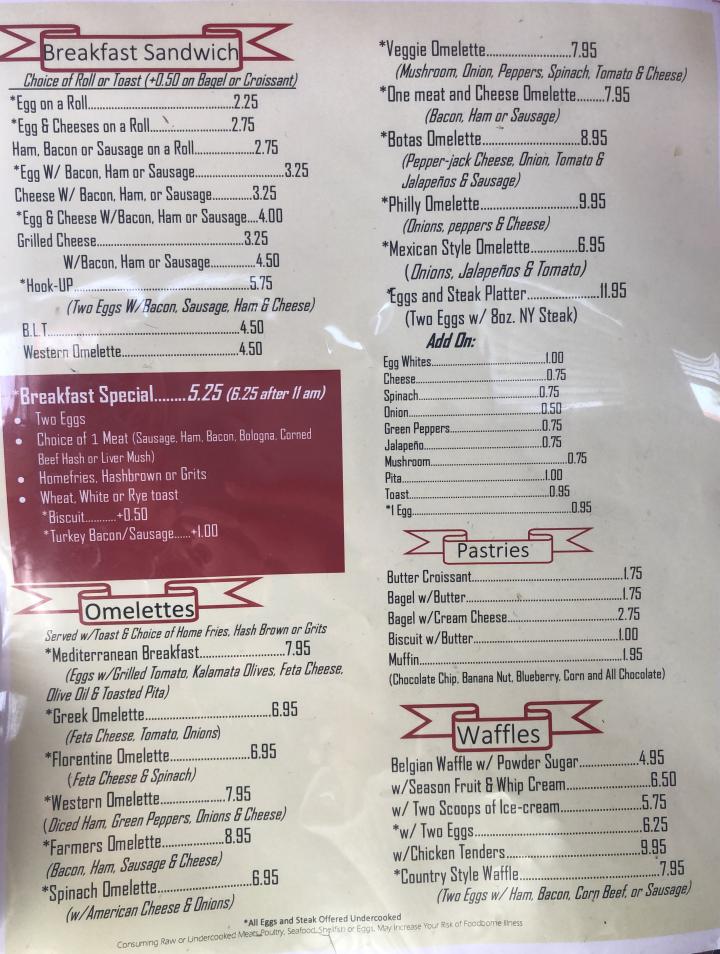 Breakfast Sandwich
Choice of Roll or Toast (+0.50 on Bagel or Croissant)
*Egg on a Roll.....2.25
*Egg & Cheeses on a Roll.....2.75
Ham, Bacon or Sausage on a Roll.....2.75
*Egg W/ Bacon, Ham or Sausage.....3.25
Cheese W/ Bacon, Ham, or Sausage.....3.25
*Egg & Cheese W/Bacon, Ham or Sausage....4.00
Grilled Cheese.....3.25
W/Bacon, Ham or Sausage.....4.50
*Hook-UP.....5.75
(Two Eggs W/Bacon, Sausage, Ham & Cheese)
B.L.T.....4.50
Western Omelette.....4.50
*Breakfast Special........5.25 (6.25 after 11 am)
• Two Eggs
• Choice of 1 Meat (Sausage, Ham, Bacon, Bologna, Corned
Beef Hash or Liver Mush)
• Homefries, Hashbrown or Grits
• Wheat, White or Rye toast
*Biscuit...........+0.50
*Turkey Bacon/Sausage......+1.00
Omelettes
Served w/Toast & Choice of Home Fries, Hash Brown or Grits
*Mediterranean Breakfast.....7.95
(Eggs w/Grilled Tomato, Kalamata Olives, Feta Cheese,
Olive Oil & Toasted Pita)
*Greek Omelette.....6.95
(Feta Cheese, Tomato, Onions)
*Florentine Omelette.....6.95
(Feta Cheese & Spinach)
*Western Omelette.....7.95
(Diced Ham, Green Peppers, Onions & Cheese)
*Farmers Omelette.....8.95
(Bacon, Ham, Sausage & Cheese)
*Spinach Omelette.....6.95
(w/American Cheese & Onions)
*Veggie Omelette.....7.95
(Mushroom, Onion, Peppers, Spinach, Tomato & Cheese)
*One meat and Cheese Omelette........7.95
(Bacon, Ham or Sausage)
*Botas Omelette.....8.95
(Pepper-jack Cheese, Onion, Tomato &
Jalapeños & Sausage)
*Philly Omelette.....9.95
(Onions, peppers & Cheese)
*Mexican Style Omelette.....6.95
(Onions, Jalapeños & Tomato)
*Eggs and Steak Platter.....11.95
(Two Eggs w/ 8oz. NY Steak)
Add On:
Egg Whites.....1.00
Cheese.....0.75
Spinach.....0.75
Onion.....0.50
Green Peppers.....0.75
Jalapeño.....0.75
Mushroom.....0.75
Pita.....1.00
Toast.....0.95
*1 Egg.....0.95
Pastries
Butter Croissant.....1.75
Bagel w/Butter.....1.75
Bagel w/Cream Cheese.....2.75
Biscuit w/Butter.....1.00
Muffin.....1.95
(Chocolate Chip, Banana Nut, Blueberry, Corn and All Chocolate)
Waffles
Belgian Waffle w/ Powder Sugar.....4.95
w/Season Fruit & Whip Cream.....6.50
w/ Two Scoops of Ice-cream.....5.75
*w/ Two Eggs.....6.25
w/Chicken Tenders.....9.95
*Country Style Waffle.....7.95
(Two Eggs w/ Ham, Bacon, Corn Beef, or Sausage)
*All Eggs and Steak Offered Undercooked
Consuming Raw or Undercooked Meats, Poultry, Seafood, Shellfish or Eggs, May Increase Your Risk of Foodborne Illness